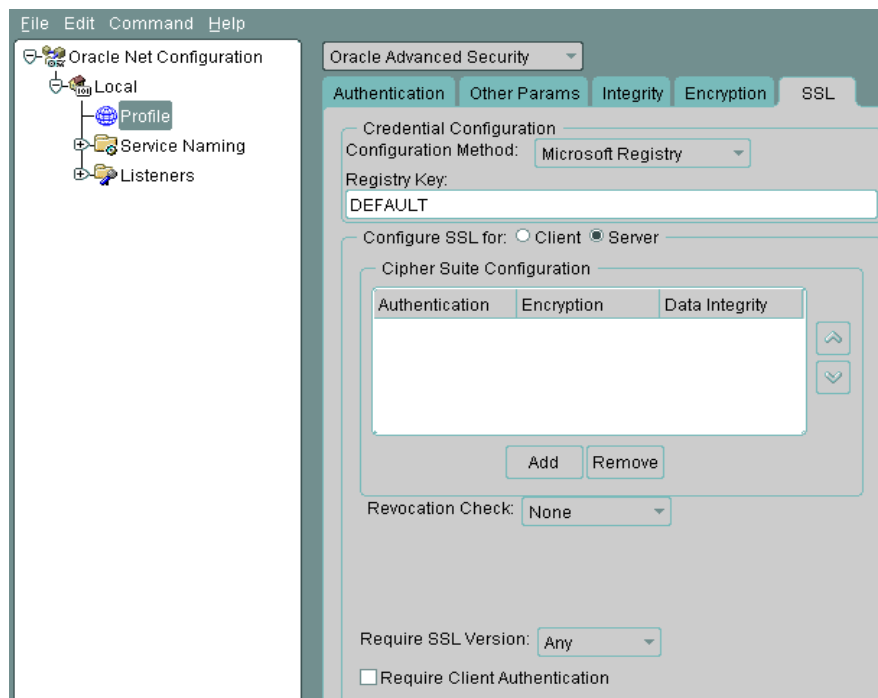 File Edit Command Help
Oracle Net Configuration
Local
Profile
Service Naming
Listeners
Oracle Advanced Security
Authentication Other Params Integrity Encryption SSL
Credential Configuration
Configuration Method: Microsoft Registry
Registry Key:
DEFAULT
Configure SSL for: Client Server
Cipher Suite Configuration
Authentication Encryption Data Integrity
Add Remove
Revocation Check: None
Require SSL Version: Any
Require Client Authentication